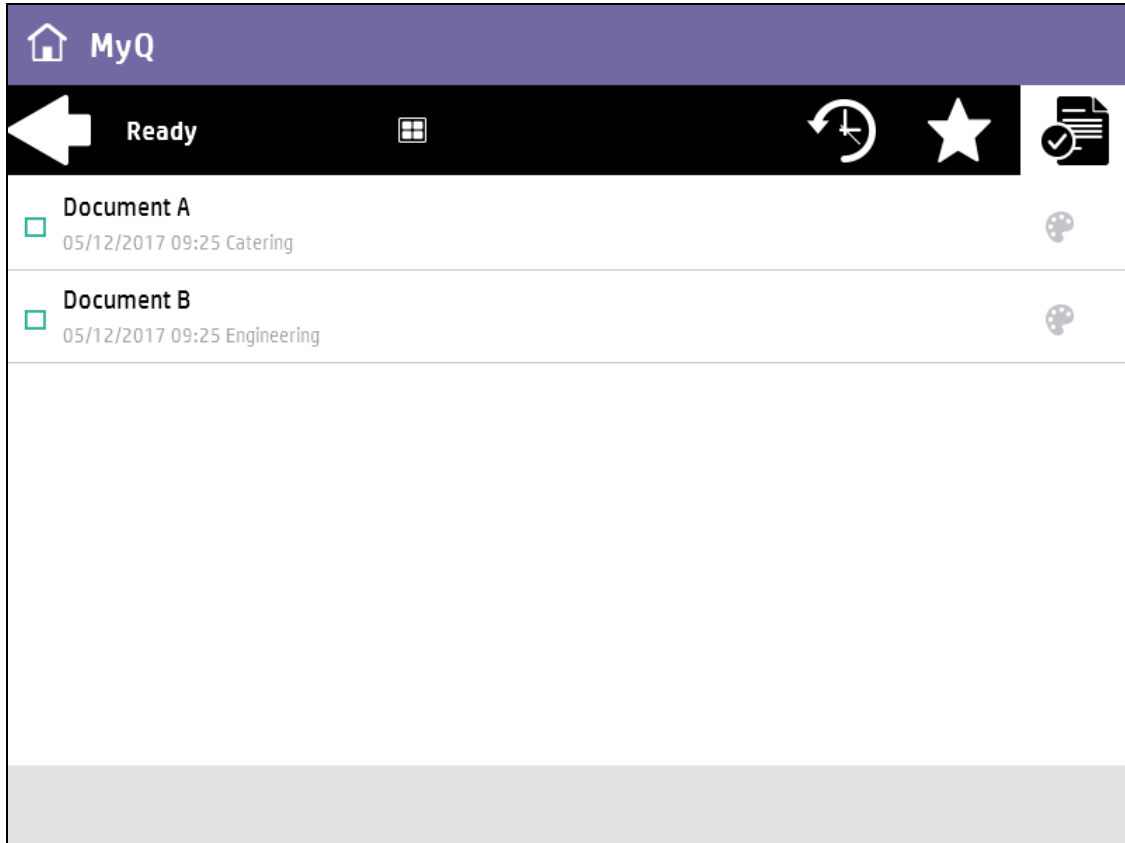 MyQ
Ready
Document A
05/12/2017 09:25 Catering
Document B
05/12/2017 09:25 Engineering